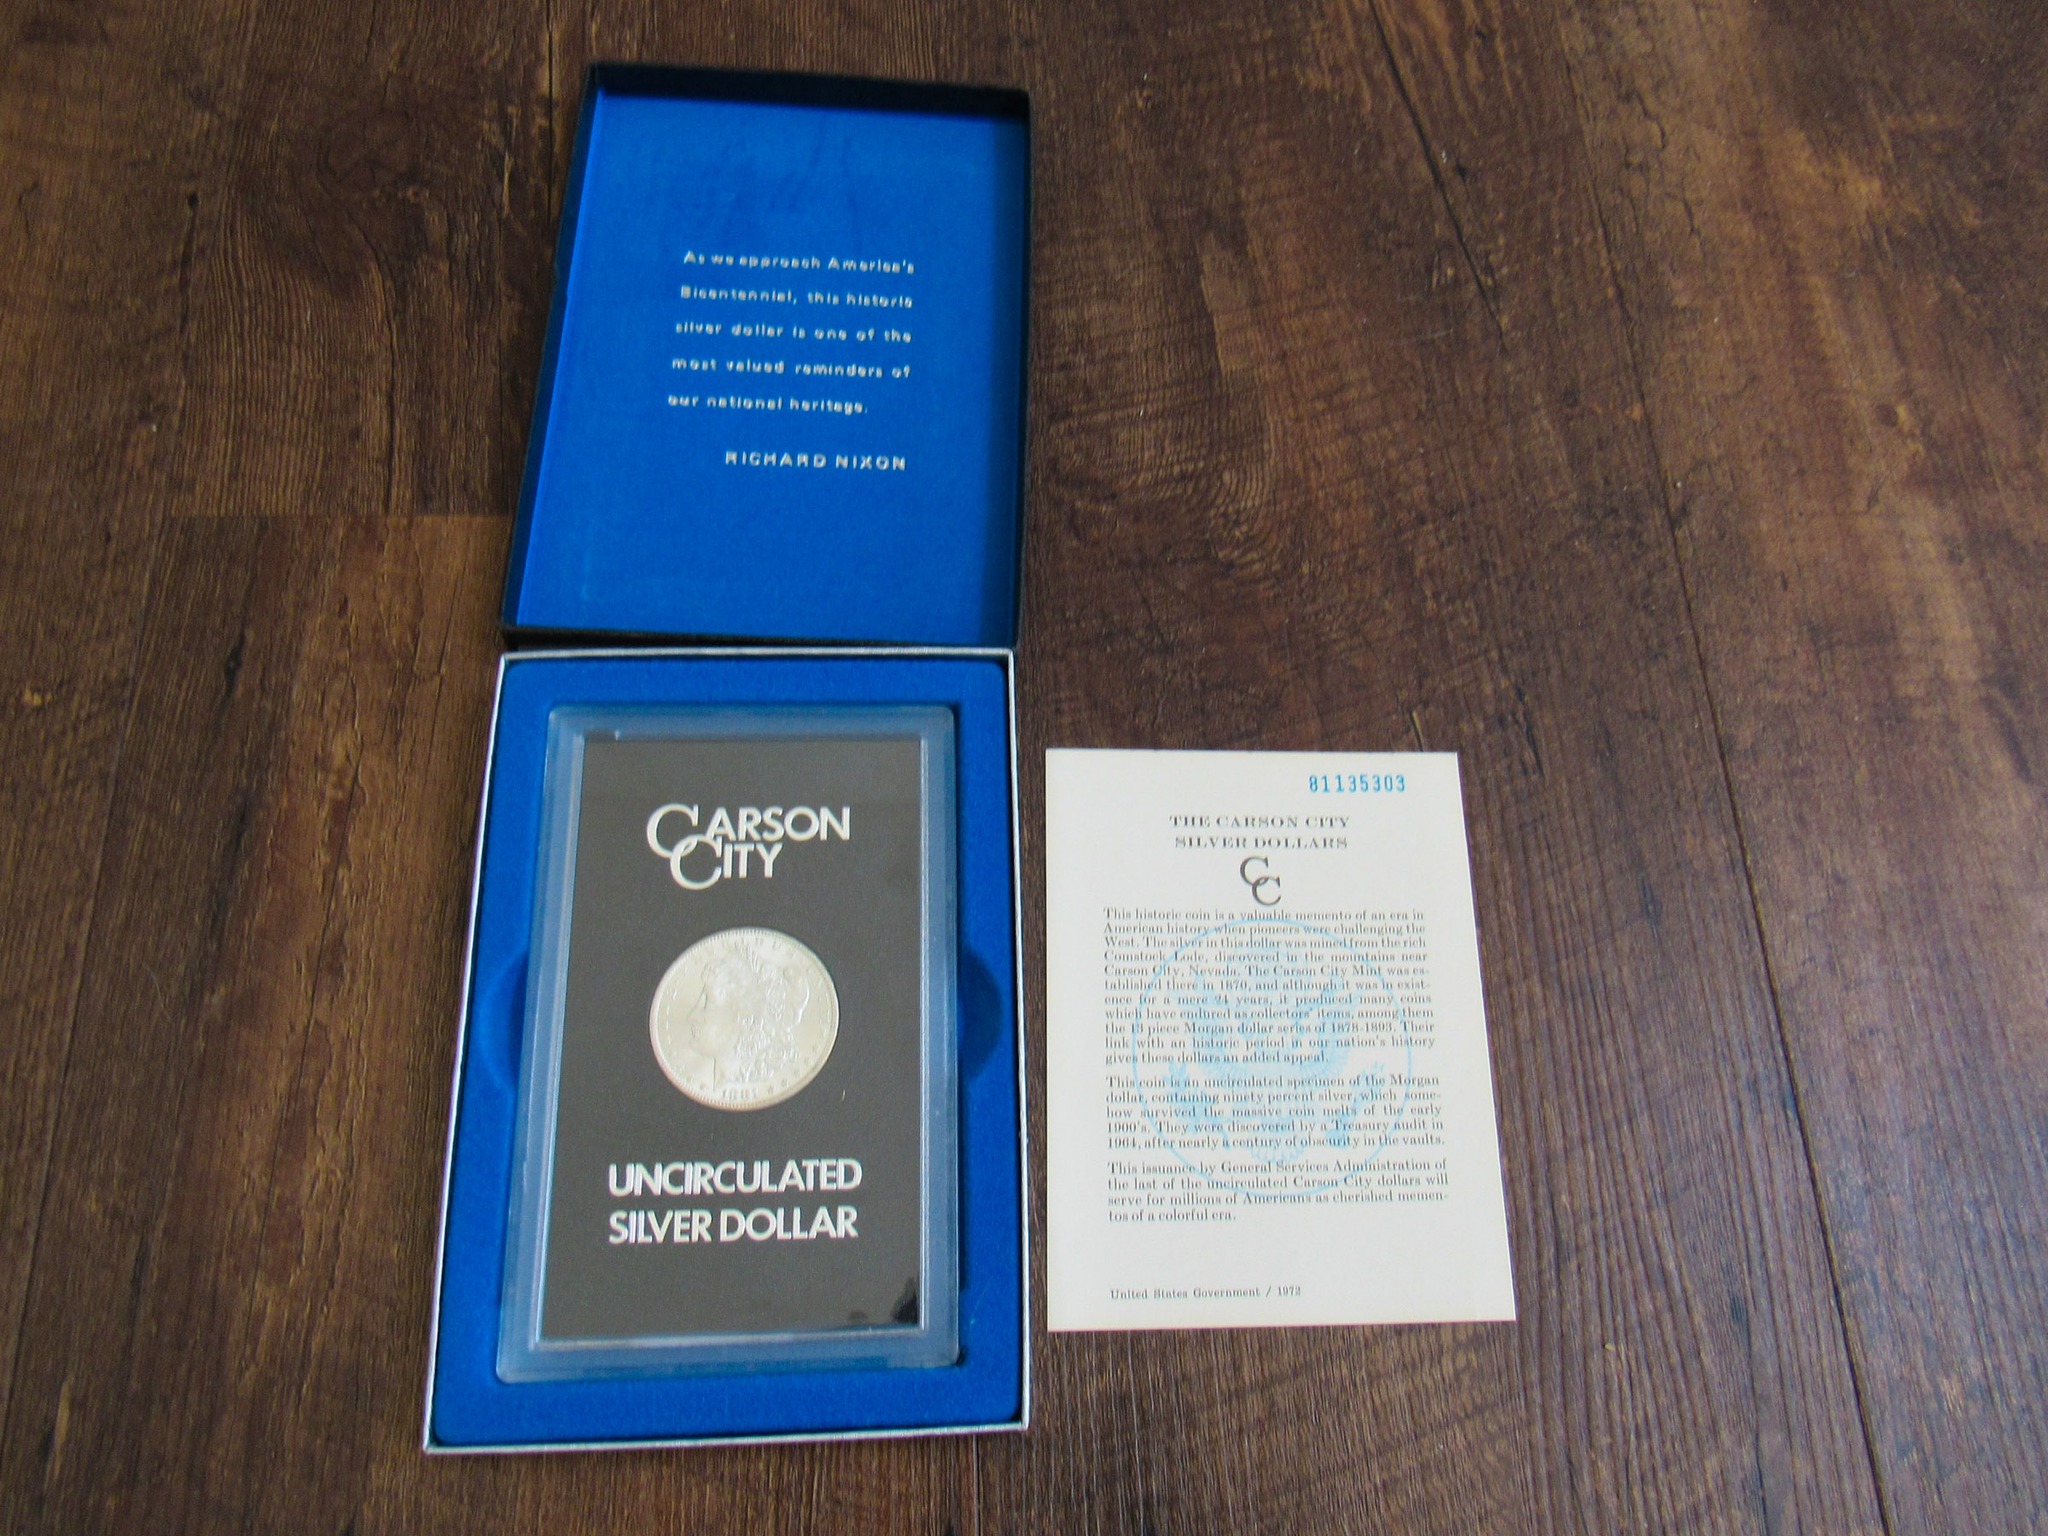 As we approach America's
Bicentennial, this historic
silver dollar is one of the
most valued reminders of
our national heritage.
RICHARD NIXON
CARSON
CITY
1881
UNCIRCULATED
SILVER DOLLAR
81135303
THE CARSON CITY
SILVER DOLLARS
CC
This historic coin is a valuable memento of an era in
American history when pioneers were challenging the
West. The silver in this dollar was mined from the rich
Comstock Lode, discovered in the mountains near
Carson City, Nevada. The Carson City Mint was es-
tablished there in 1870, and although it was in exist-
ence for a mere 24 years, it produced many coins
which have endured as collectors' items, among them
the 13 piece Morgan dollar series of 1878-1893. Their
link with an historic period in our nation's history
gives these dollars an added appeal.
This coin is an uncirculated specimen of the Morgan
dollar, containing ninety percent silver, which some-
how survived the massive coin melts of the early
1900's. They were discovered by a Treasury audit in
1964, after nearly a century of obscurity in the vaults.
This issuance by General Services Administration of
the last of the uncirculated Carson City dollars will
serve for millions of Americans as cherished memen-
tos of a colorful era.
United States Government / 1972